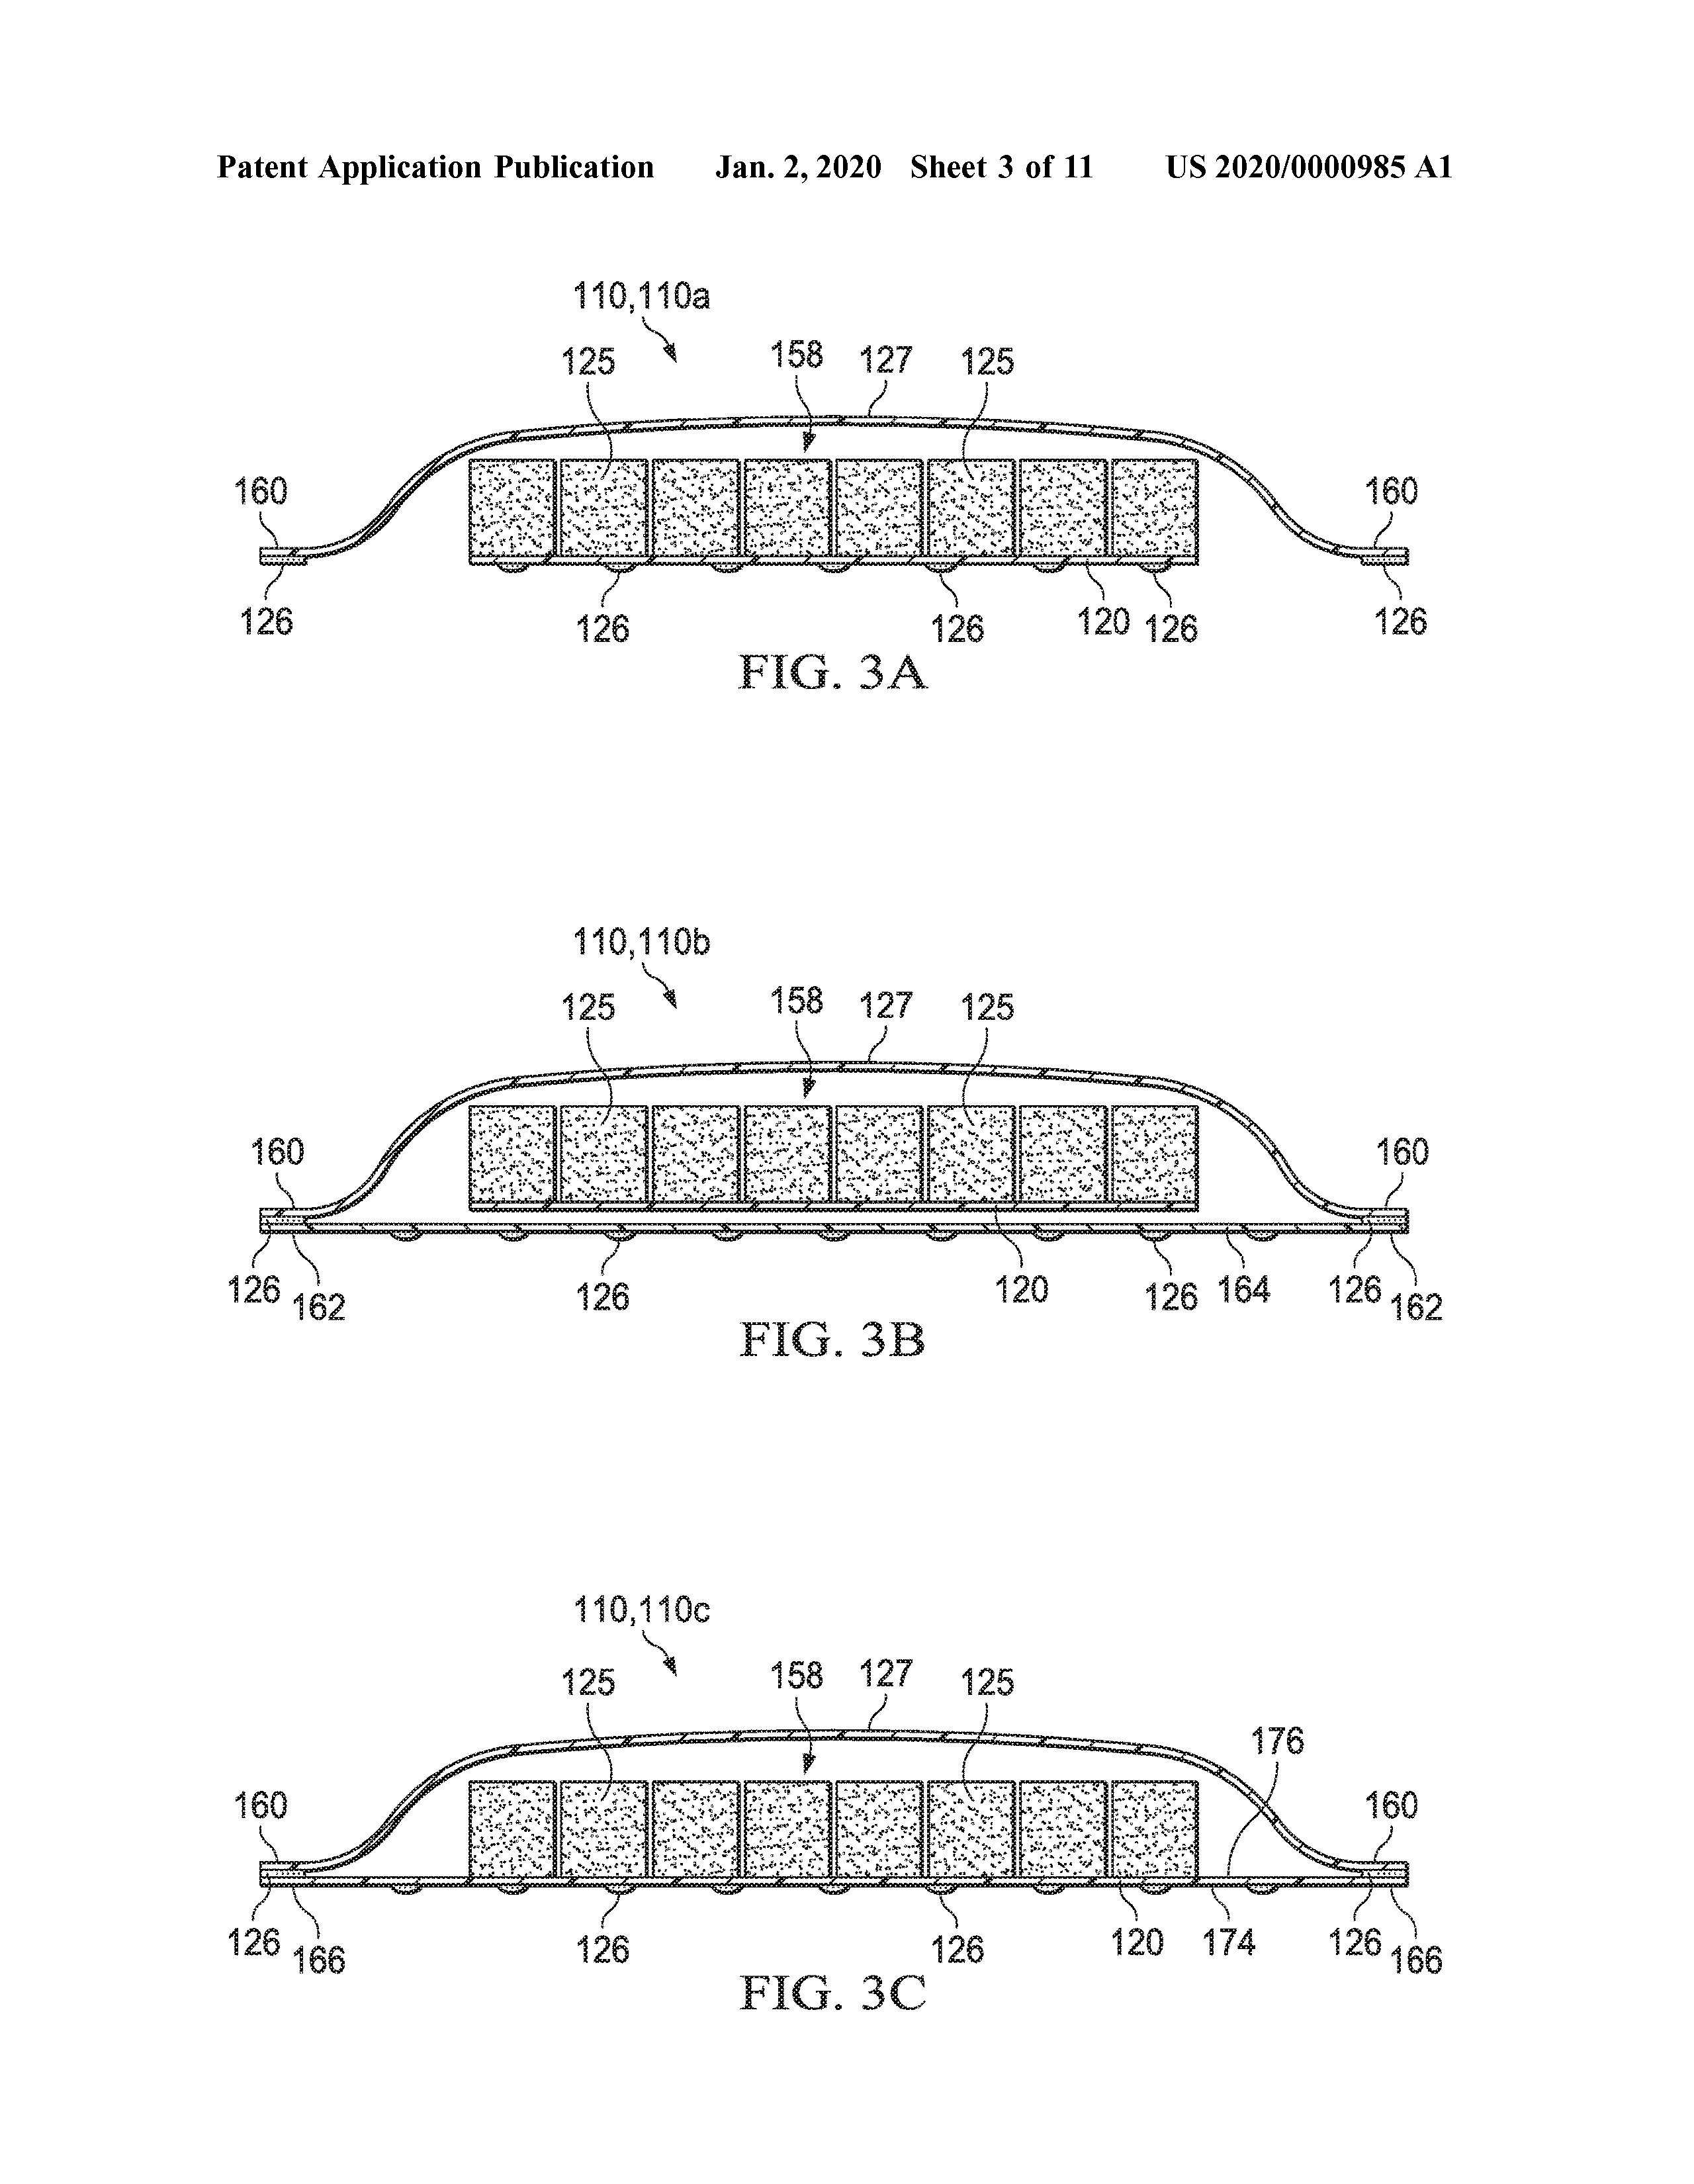 Patent Application Publication Jan. 2, 2020 Sheet 3 of 11 US 2020/0000985 A1
110,110a
125 158 127 125
160 160
126 126 126 120 126 126
FIG. 3A
110,110b
125 158 127 125
160 160
126 162 126 120 126 164 126 162
FIG. 3B
110,110c
125 158 127 125 176
160 160
126 166 126 126 120 174 126 166
FIG. 3C